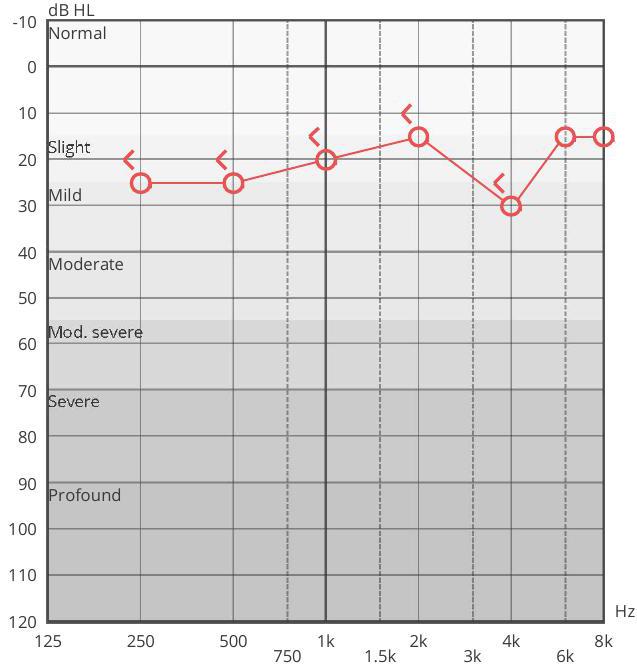 dB HL
-10
Normal
0
10
Slight
20
Mild
30
40
Moderate
50
Mod. severe
60
70
Severe
80
90
Profound
100
110
120
Hz
125 250 500 1k 2k 4k 8k
750 1.5k 3k 6k